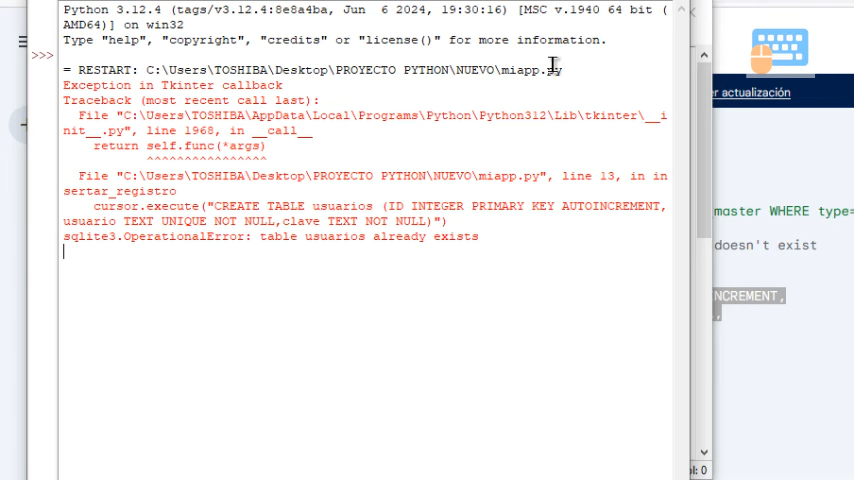 Python 3.12.4 (tags/v3.12.4:8e8a4ba, Jun  6 2024, 19:30:16) [MSC v.1940 64 bit (
AMD64)] on win32
Type "help", "copyright", "credits" or "license()" for more information.
>>>
= RESTART: C:\Users\TOSHIBA\Desktop\PROYECTO PYTHON\NUEVO\miapp.py
Exception in Tkinter callback
Traceback (most recent call last):
  File "C:\Users\TOSHIBA\AppData\Local\Programs\Python\Python312\Lib\tkinter\__i
nit__.py", line 1968, in __call__
    return self.func(*args)
           ^^^^^^^^^^^^^^^^
  File "C:\Users\TOSHIBA\Desktop\PROYECTO PYTHON\NUEVO\miapp.py", line 13, in in
sertar_registro
    cursor.execute("CREATE TABLE usuarios (ID INTEGER PRIMARY KEY AUTOINCREMENT,
usuario TEXT UNIQUE NOT NULL,clave TEXT NOT NULL)")
sqlite3.OperationalError: table usuarios already exists
er actualización
master WHERE type=
doesn't exist
INCREMENT,
,
ol: 0